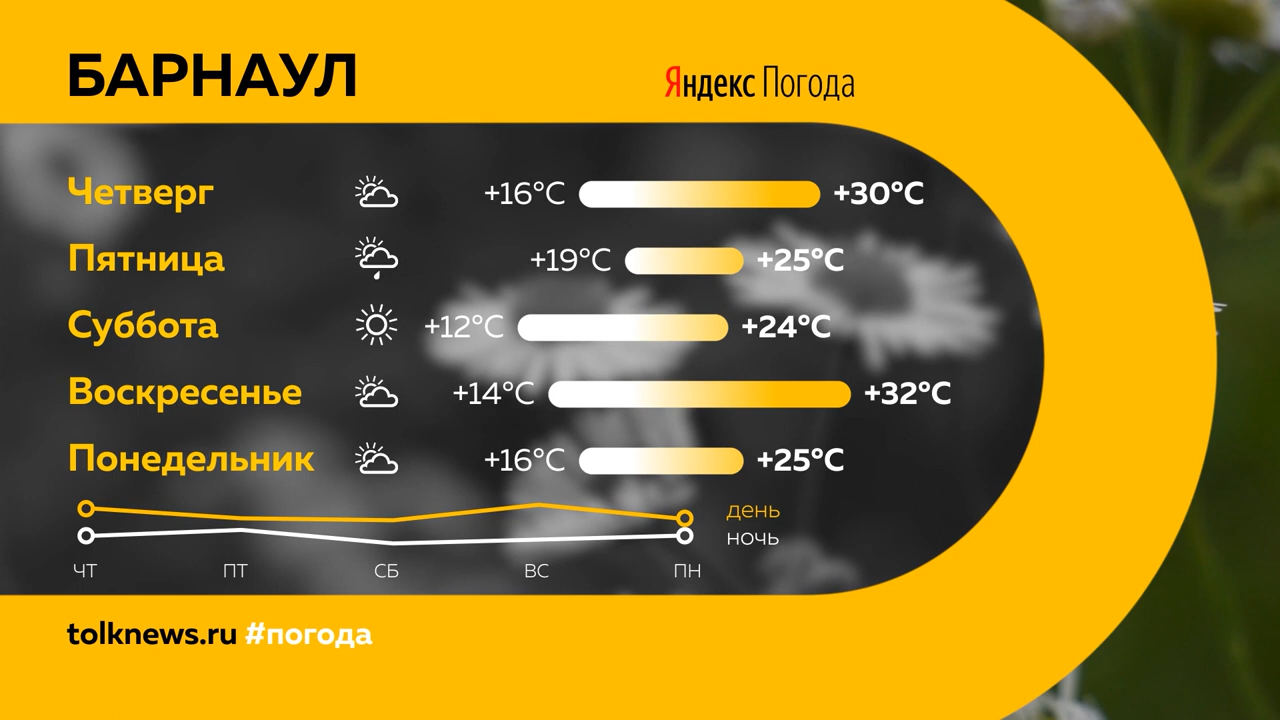 БАРНАУЛ
Яндекс Погода
Четверг +16°C +30°C
Пятница +19°C +25°C
Суббота +12°C +24°C
Воскресенье +14°C +32°C
Понедельник +16°C +25°C
день
ночь
ЧТ ПТ СБ ВС ПН
tolknews.ru #погода